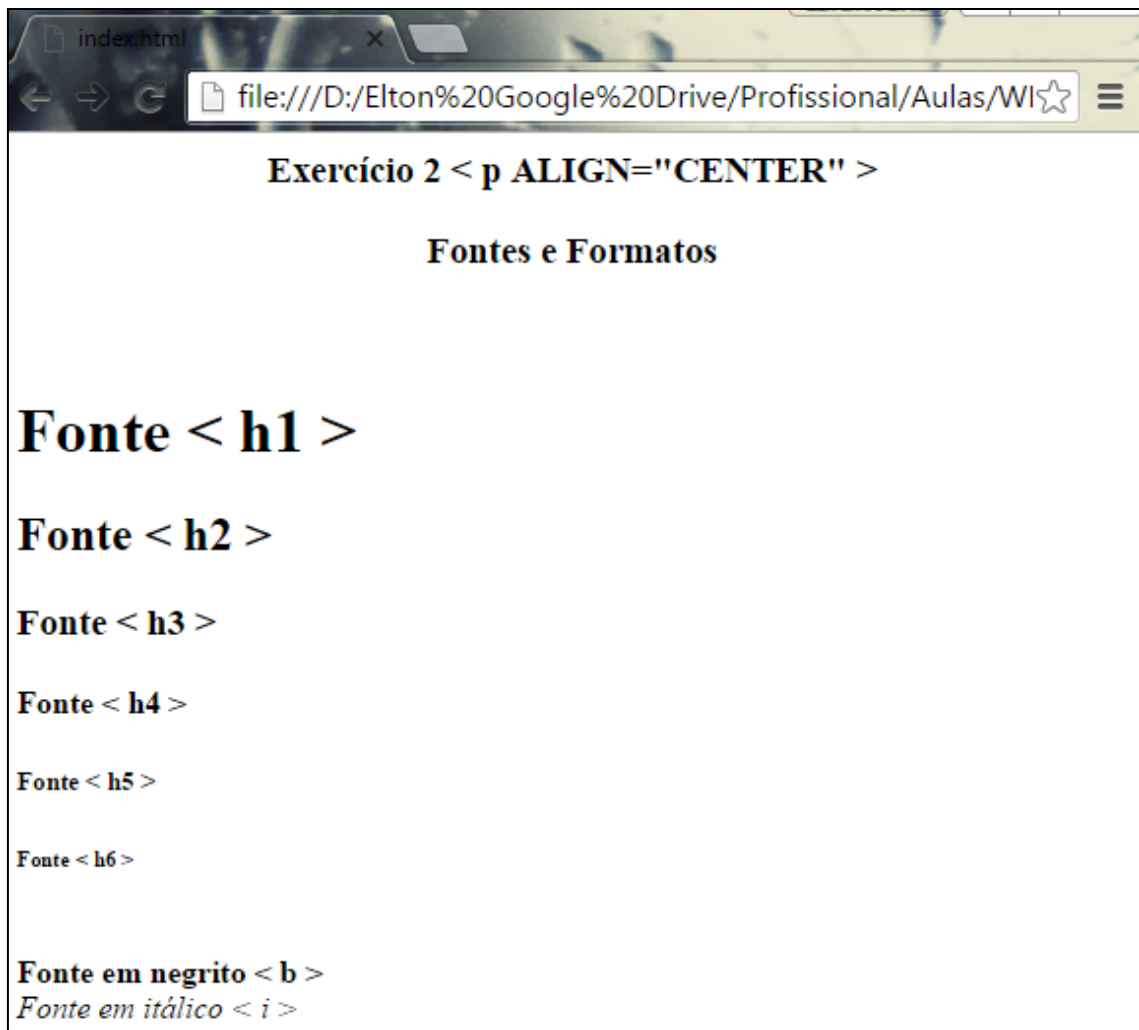 index.html
file:///D:/Elton%20Google%20Drive/Profissional/Aulas/WI
Exercício 2 < p ALIGN="CENTER" >
Fontes e Formatos
Fonte < h1 >
Fonte < h2 >
Fonte < h3 >
Fonte < h4 >
Fonte < h5 >
Fonte < h6 >
Fonte em negrito < b >
Fonte em itálico < i >